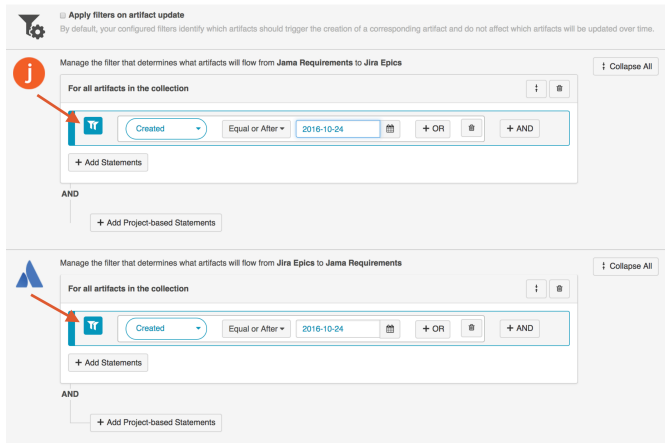 Apply filters on artifact update
By default, your configured filters identify which artifacts should trigger the creation of a corresponding artifact and do not affect which artifacts will be updated over time.
j
Manage the filter that determines what artifacts will flow from Jama Requirements to Jira Epics
Collapse All
For all artifacts in the collection
Created Equal or After 2016-10-24 + OR + AND
+ Add Statements
AND
+ Add Project-based Statements
Manage the filter that determines what artifacts will flow from Jira Epics to Jama Requirements
Collapse All
For all artifacts in the collection
Created Equal or After 2016-10-24 + OR + AND
+ Add Statements
AND
+ Add Project-based Statements